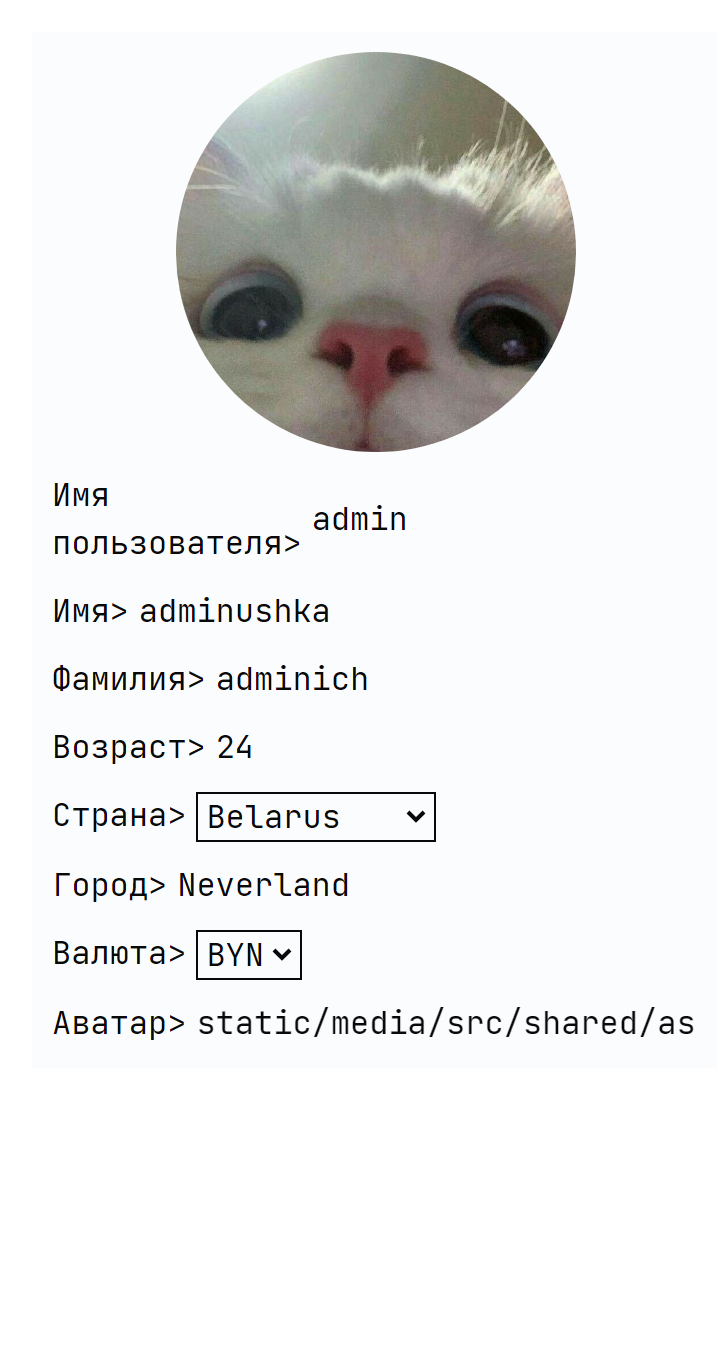 Имя
пользователя> admin
Имя> adminushka
Фамилия> adminich
Возраст> 24
Страна> Belarus
Город> Neverland
Валюта> BYN
Аватар> static/media/src/shared/as